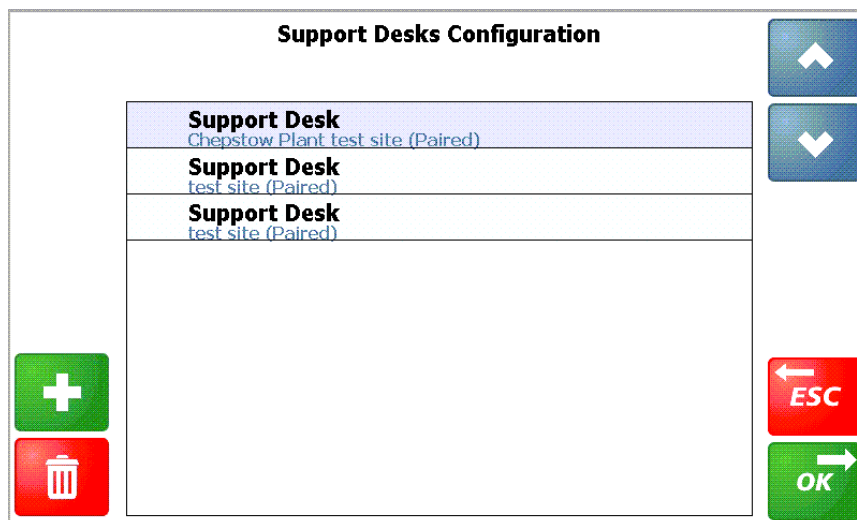 Support Desks Configuration
Support Desk
Chepstow Plant test site (Paired)
Support Desk
test site (Paired)
Support Desk
test site (Paired)
ESC
OK